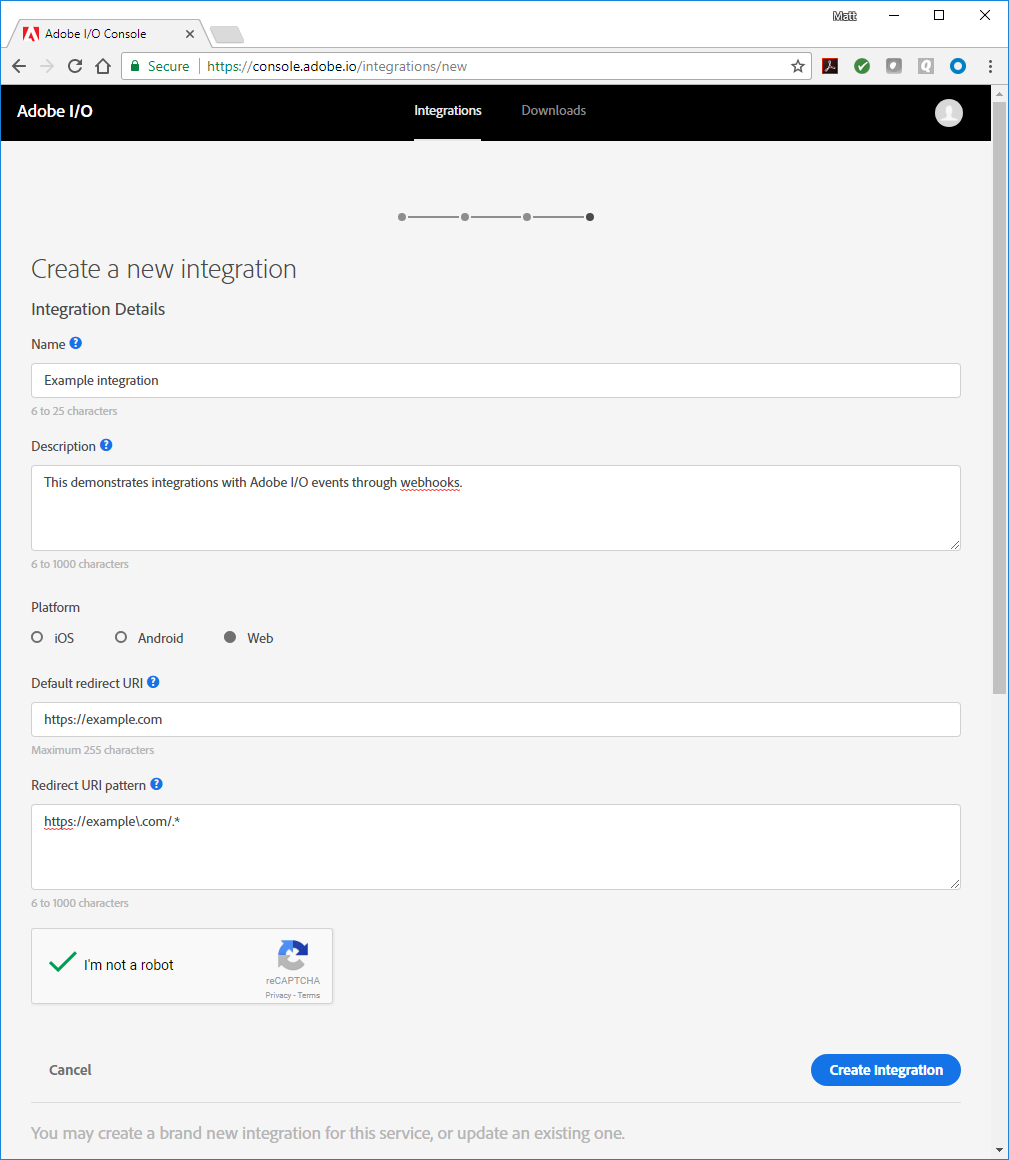 Matt
Adobe I/O Console
Secure https://console.adobe.io/integrations/new
Adobe I/O Integrations Downloads
Create a new integration
Integration Details
Name ?
Example integration
6 to 25 characters
Description ?
This demonstrates integrations with Adobe I/O events through webhooks.
6 to 1000 characters
Platform
iOS Android Web
Default redirect URI ?
https://example.com
Maximum 255 characters
Redirect URI pattern ?
https://example\.com/.*
6 to 1000 characters
I'm not a robot
reCAPTCHA
Privacy - Terms
Cancel Create Integration
You may create a brand new integration for this service, or update an existing one.